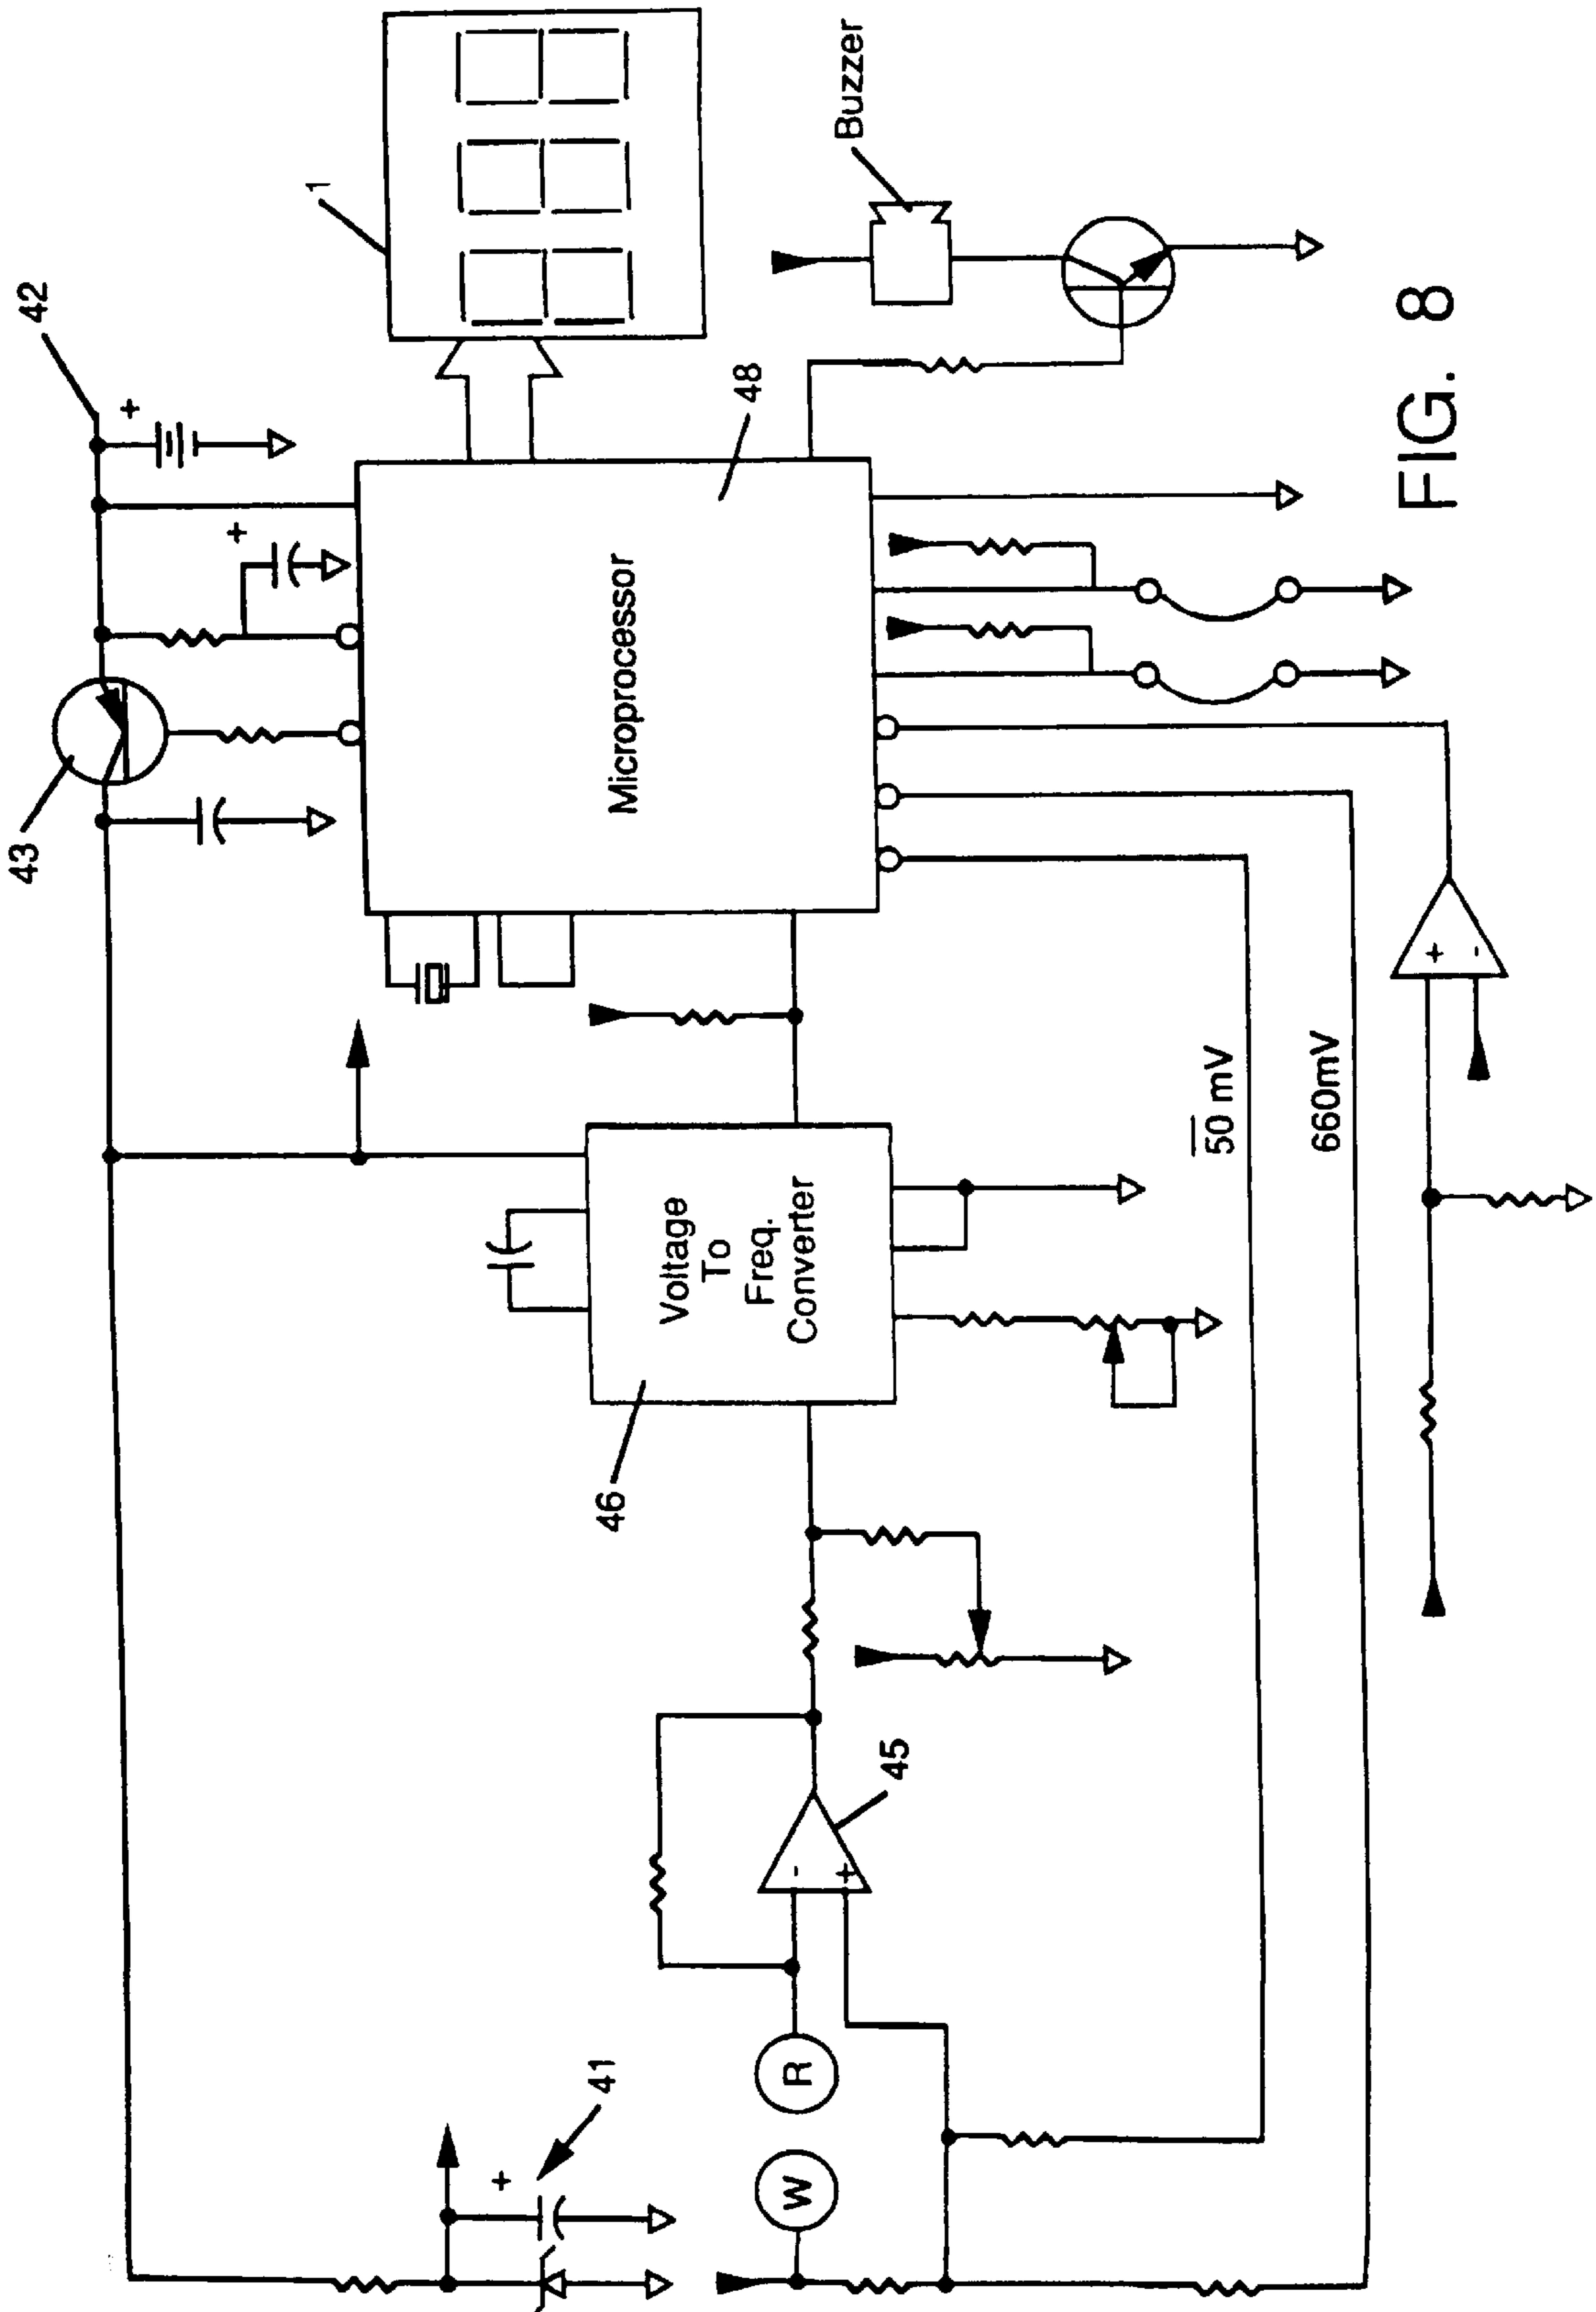 1
42
+
43
+
Buzzer
48
Microprocessor
46
Voltage
To
Freq.
Converter
50 mV
660mV
+
-
45
-
+
R
W
41
+
FIG. 8